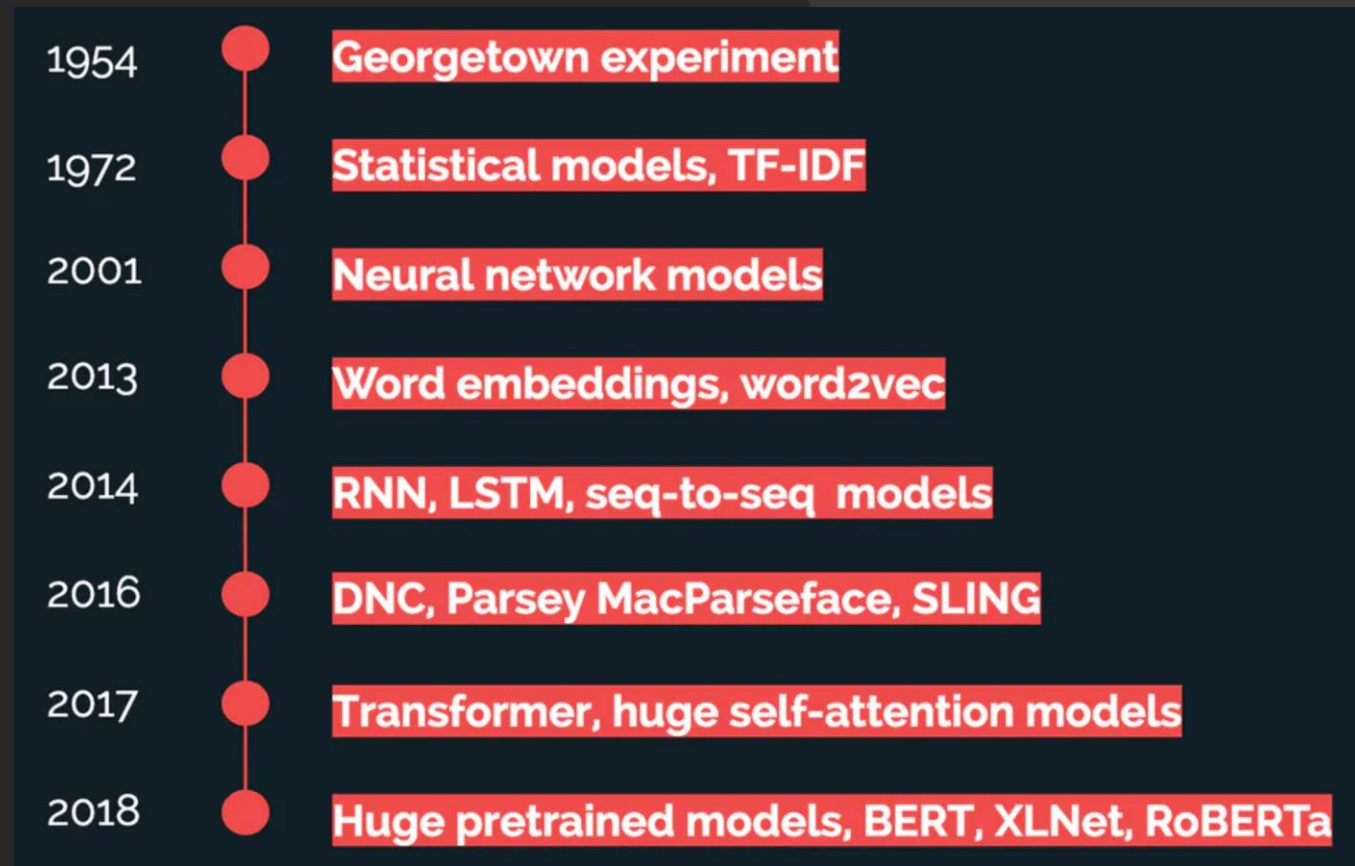 1954 Georgetown experiment
1972 Statistical models, TF-IDF
2001 Neural network models
2013 Word embeddings, word2vec
2014 RNN, LSTM, seq-to-seq models
2016 DNC, Parsey MacParseface, SLING
2017 Transformer, huge self-attention models
2018 Huge pretrained models, BERT, XLNet, RoBERTa